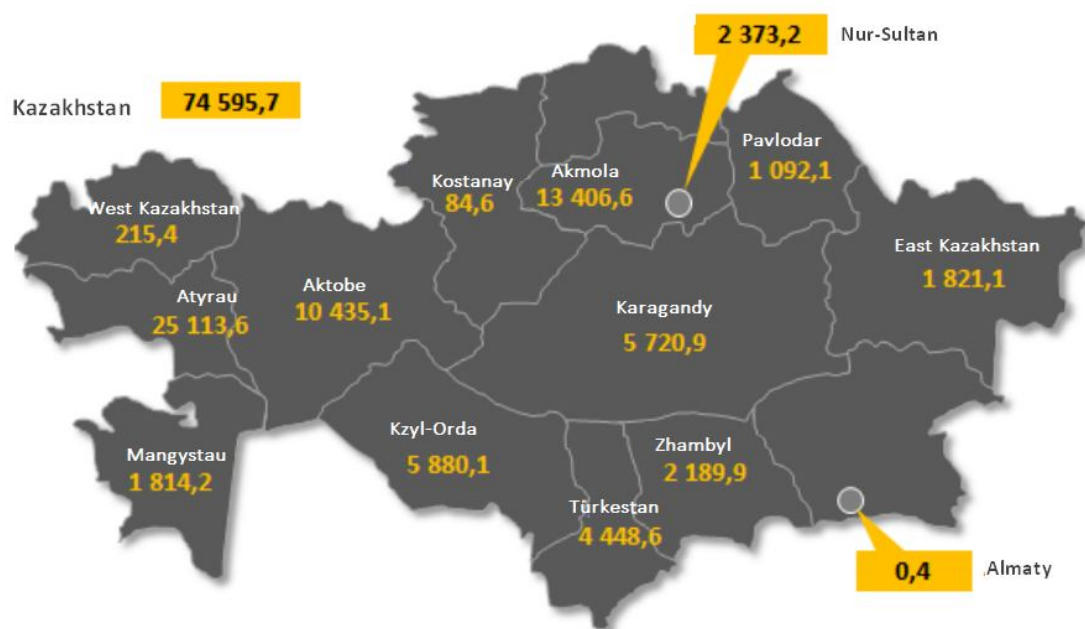 2 373,2
Nur-Sultan
Kazakhstan
74 595,7
Pavlodar
1 092,1
Akmola
13 406,6
Kostanay
84,6
West Kazakhstan
215,4
East Kazakhstan
1 821,1
Atyrau
25 113,6
Aktobe
10 435,1
Karagandy
5 720,9
Kzyl-Orda
5 880,1
Zhambyl
2 189,9
Mangystau
1 814,2
Türkestan
4 448,6
0,4
Almaty